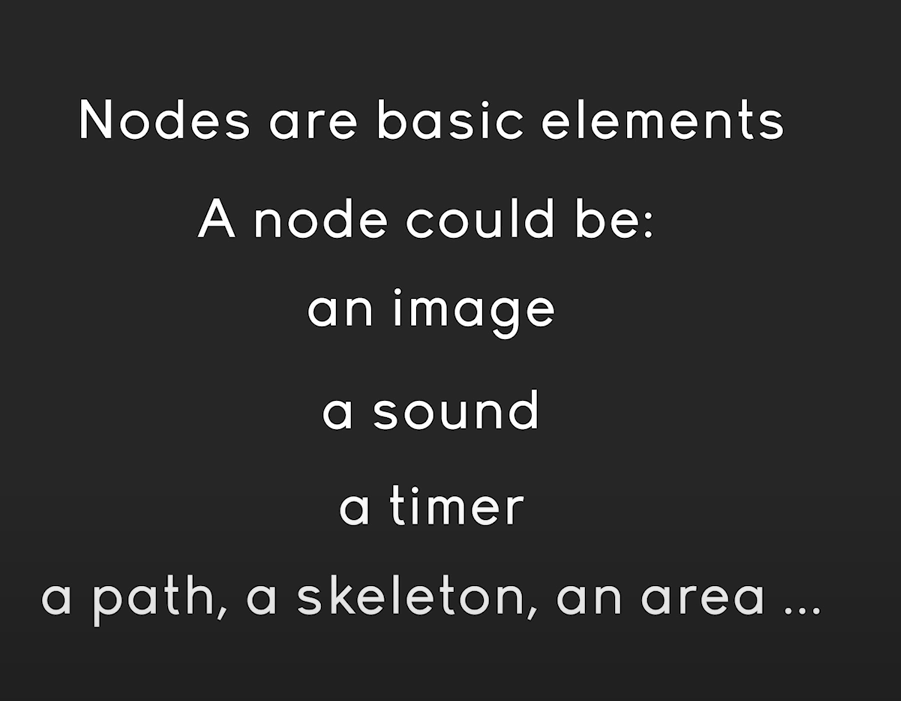 Nodes are basic elements
A node could be:
an image
a sound
a timer
a path, a skeleton, an area ...